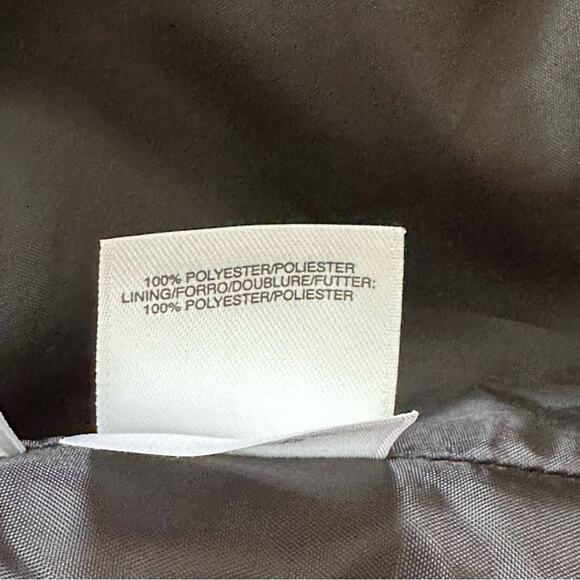 100% POLYESTER/POLIESTER
LINING/FORRO/DOUBLURE/FUTTER:
100% POLYESTER/POLIESTER